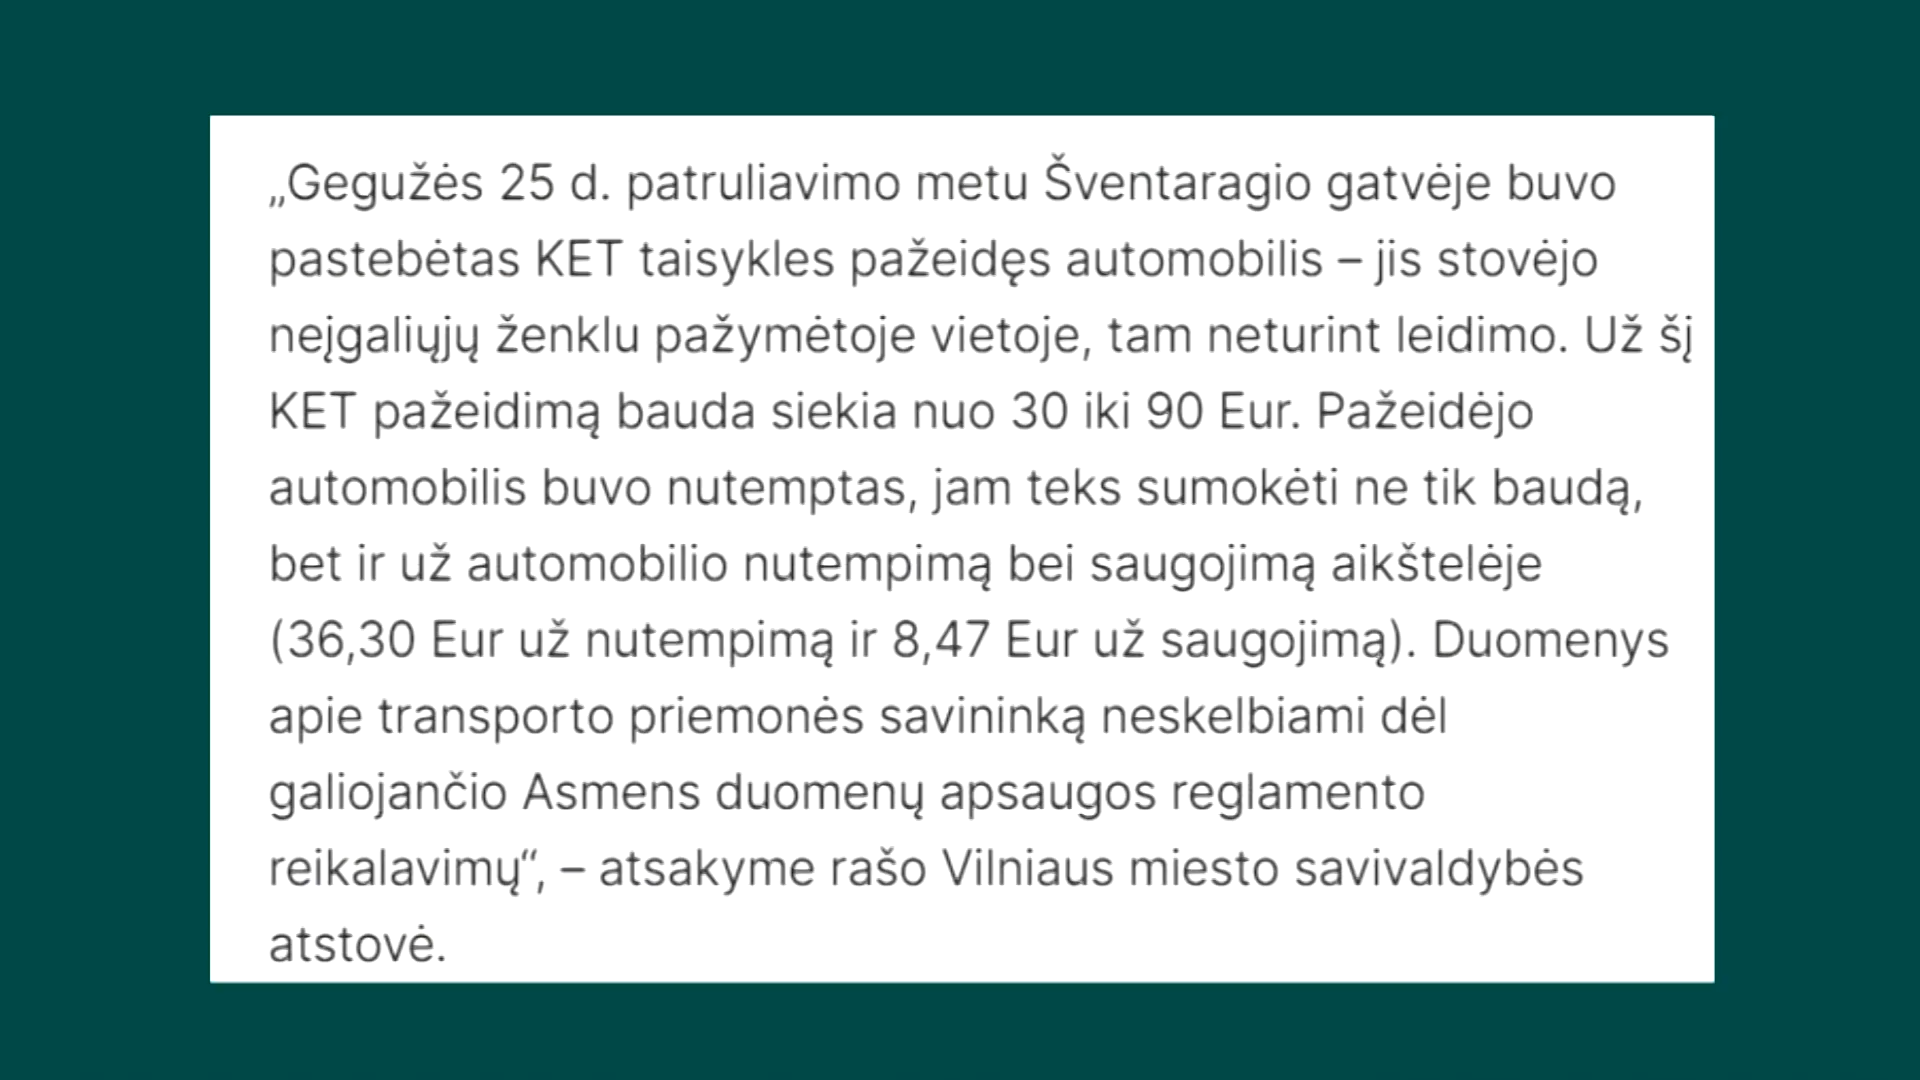 „Gegužės 25 d. patruliavimo metu Šventaragio gatvėje buvo
pastebėtas KET taisykles pažeidęs automobilis – jis stovėjo
neįgaliųjų ženklu pažymėtoje vietoje, tam neturint leidimo. Už šį
KET pažeidimą bauda siekia nuo 30 iki 90 Eur. Pažeidėjo
automobilis buvo nutemptas, jam teks sumokėti ne tik baudą,
bet ir už automobilio nutempimą bei saugojimą aikštelėje
(36,30 Eur už nutempimą ir 8,47 Eur už saugojimą). Duomenys
apie transporto priemonės savininką neskelbiami dėl
galiojančio Asmens duomenų apsaugos reglamento
reikalavimų“, – atsakyme rašo Vilniaus miesto savivaldybės
atstovė.